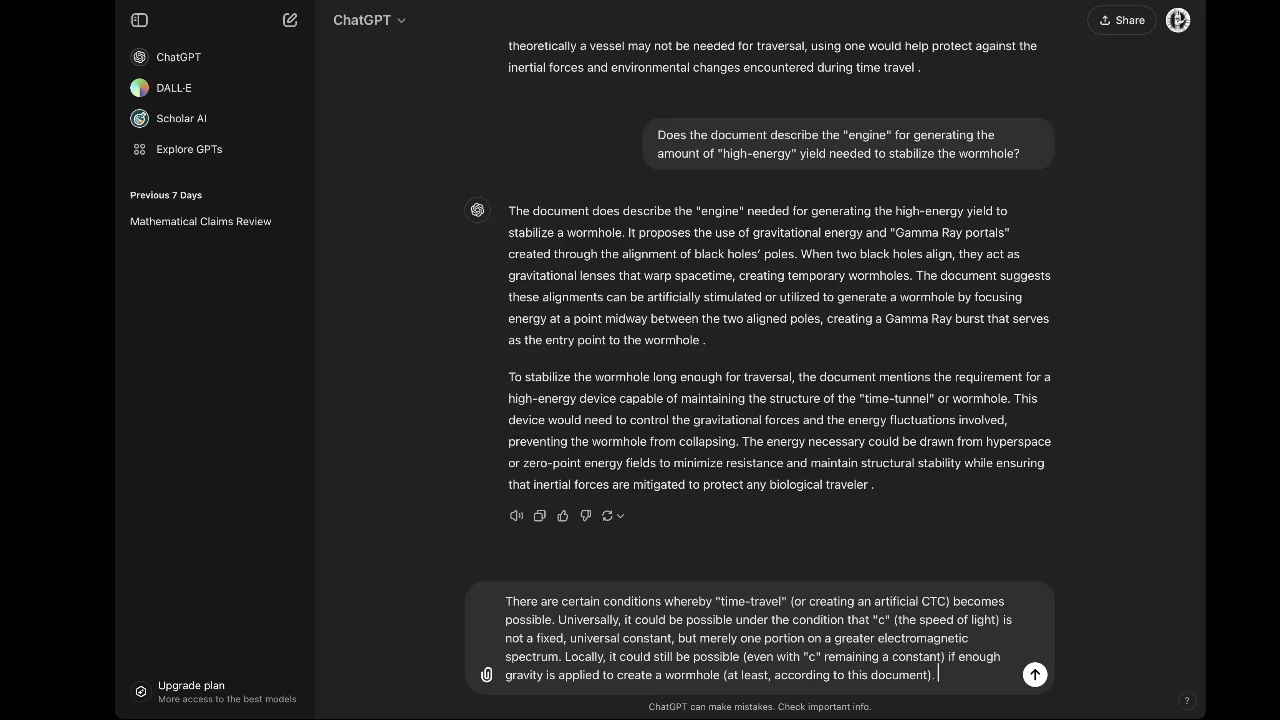 ChatGPT
Share
ChatGPT
DALL·E
Scholar AI
Explore GPTs
Previous 7 Days
Mathematical Claims Review
Upgrade plan
More access to the best models
theoretically a vessel may not be needed for traversal, using one would help protect against the
inertial forces and environmental changes encountered during time travel .
Does the document describe the "engine" for generating the
amount of "high-energy" yield needed to stabilize the wormhole?
The document does describe the "engine" needed for generating the high-energy yield to
stabilize a wormhole. It proposes the use of gravitational energy and "Gamma Ray portals"
created through the alignment of black holes’ poles. When two black holes align, they act as
gravitational lenses that warp spacetime, creating temporary wormholes. The document suggests
these alignments can be artificially stimulated or utilized to generate a wormhole by focusing
energy at a point midway between the two aligned poles, creating a Gamma Ray burst that serves
as the entry point to the wormhole .
To stabilize the wormhole long enough for traversal, the document mentions the requirement for a
high-energy device capable of maintaining the structure of the "time-tunnel" or wormhole. This
device would need to control the gravitational forces and the energy fluctuations involved,
preventing the wormhole from collapsing. The energy necessary could be drawn from hyperspace
or zero-point energy fields to minimize resistance and maintain structural stability while ensuring
that inertial forces are mitigated to protect any biological traveler .
There are certain conditions whereby "time-travel" (or creating an artificial CTC) becomes
possible. Universally, it could be possible under the condition that "c" (the speed of light) is
not a fixed, universal constant, but merely one portion on a greater electromagnetic
spectrum. Locally, it could still be possible (even with "c" remaining a constant) if enough
gravity is applied to create a wormhole (at least, according to this document).
ChatGPT can make mistakes. Check important info.
?